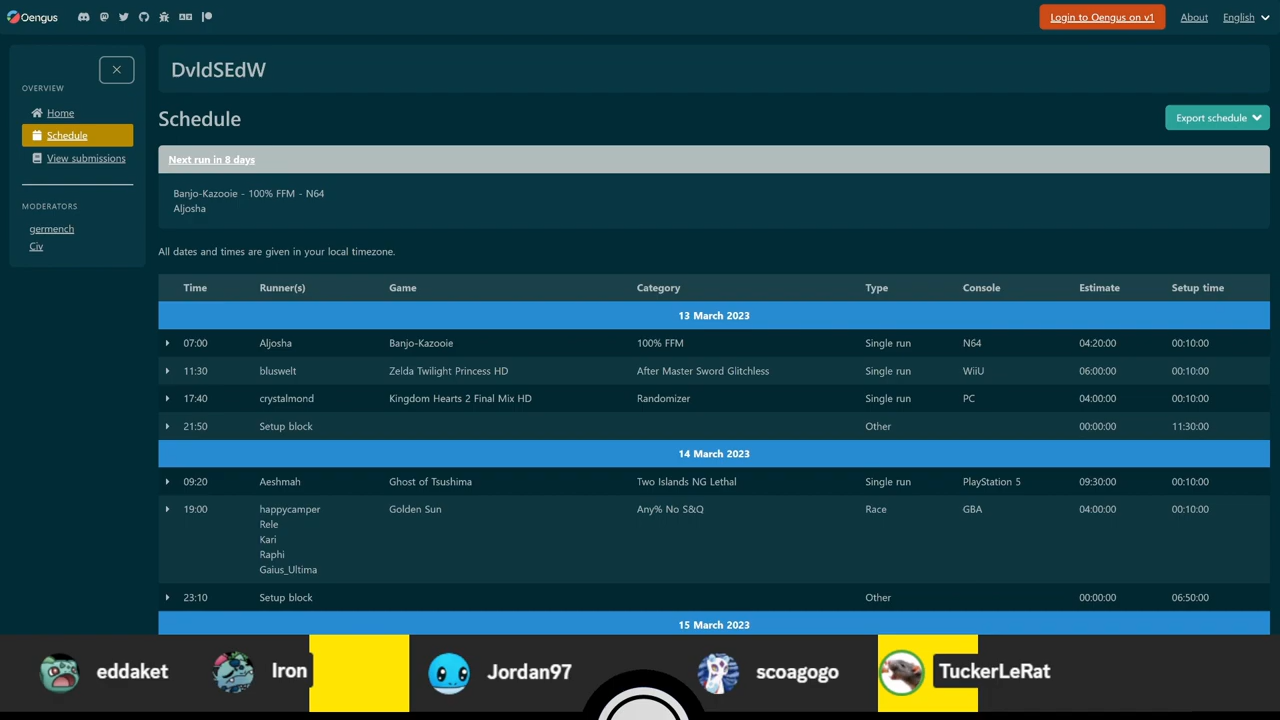 Oengus
Login to Oengus on v1
About
English
OVERVIEW
Home
Schedule
View submissions
MODERATORS
germench
Civ
DvldSEdW
Schedule
Export schedule
Next run in 8 days
Banjo-Kazooie - 100% FFM - N64
Aljosha
All dates and times are given in your local timezone.
Time Runner(s) Game Category Type Console Estimate Setup time
13 March 2023
07:00 Aljosha Banjo-Kazooie 100% FFM Single run N64 04:20:00 00:10:00
11:30 bluswelt Zelda Twilight Princess HD After Master Sword Glitchless Single run WiiU 06:00:00 00:10:00
17:40 crystalmond Kingdom Hearts 2 Final Mix HD Randomizer Single run PC 04:00:00 00:10:00
21:50 Setup block Other 00:00:00 11:30:00
14 March 2023
09:20 Aeshmah Ghost of Tsushima Two Islands NG Lethal Single run PlayStation 5 09:30:00 00:10:00
19:00 happycamper Golden Sun Any% No S&Q Race GBA 04:00:00 00:10:00
Rele
Kari
Raphi
Gaius_Ultima
23:10 Setup block Other 00:00:00 06:50:00
15 March 2023
eddaket
Iron
Jordan97
scoagogo
TuckerLeRat